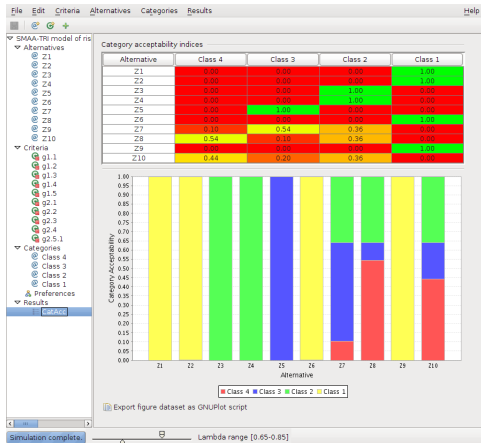 File Edit Criteria Alternatives Categories Results Help
SMAA-TRI model of ris
Alternatives
Z1
Z2
Z3
Z4
Z5
Z6
Z7
Z8
Z9
Z10
Criteria
g1.1
g1.2
g1.3
g1.4
g1.5
g2.1
g2.2
g2.3
g2.4
g2.5.1
Categories
Class 4
Class 3
Class 2
Class 1
Preferences
Results
CatAcc
Category acceptability indices
Alternative Class 4 Class 3 Class 2 Class 1
Z1 0.00 0.00 0.00 1.00
Z2 0.00 0.00 0.00 1.00
Z3 0.00 0.00 1.00 0.00
Z4 0.00 0.00 1.00 0.00
Z5 0.00 1.00 0.00 0.00
Z6 0.00 0.00 0.00 1.00
Z7 0.10 0.54 0.36 0.00
Z8 0.54 0.10 0.36 0.00
Z9 0.00 0.00 0.00 1.00
Z10 0.44 0.20 0.36 0.00
Category Acceptability
1.00
0.95
0.90
0.85
0.80
0.75
0.70
0.65
0.60
0.55
0.50
0.45
0.40
0.35
0.30
0.25
0.20
0.15
0.10
0.05
0.00
Z1 Z2 Z3 Z4 Z5 Z6 Z7 Z8 Z9 Z10
Alternative
Class 4 Class 3 Class 2 Class 1
Export figure dataset as GNUPlot script
Simulation complete.
Lambda range [0.65-0.85]